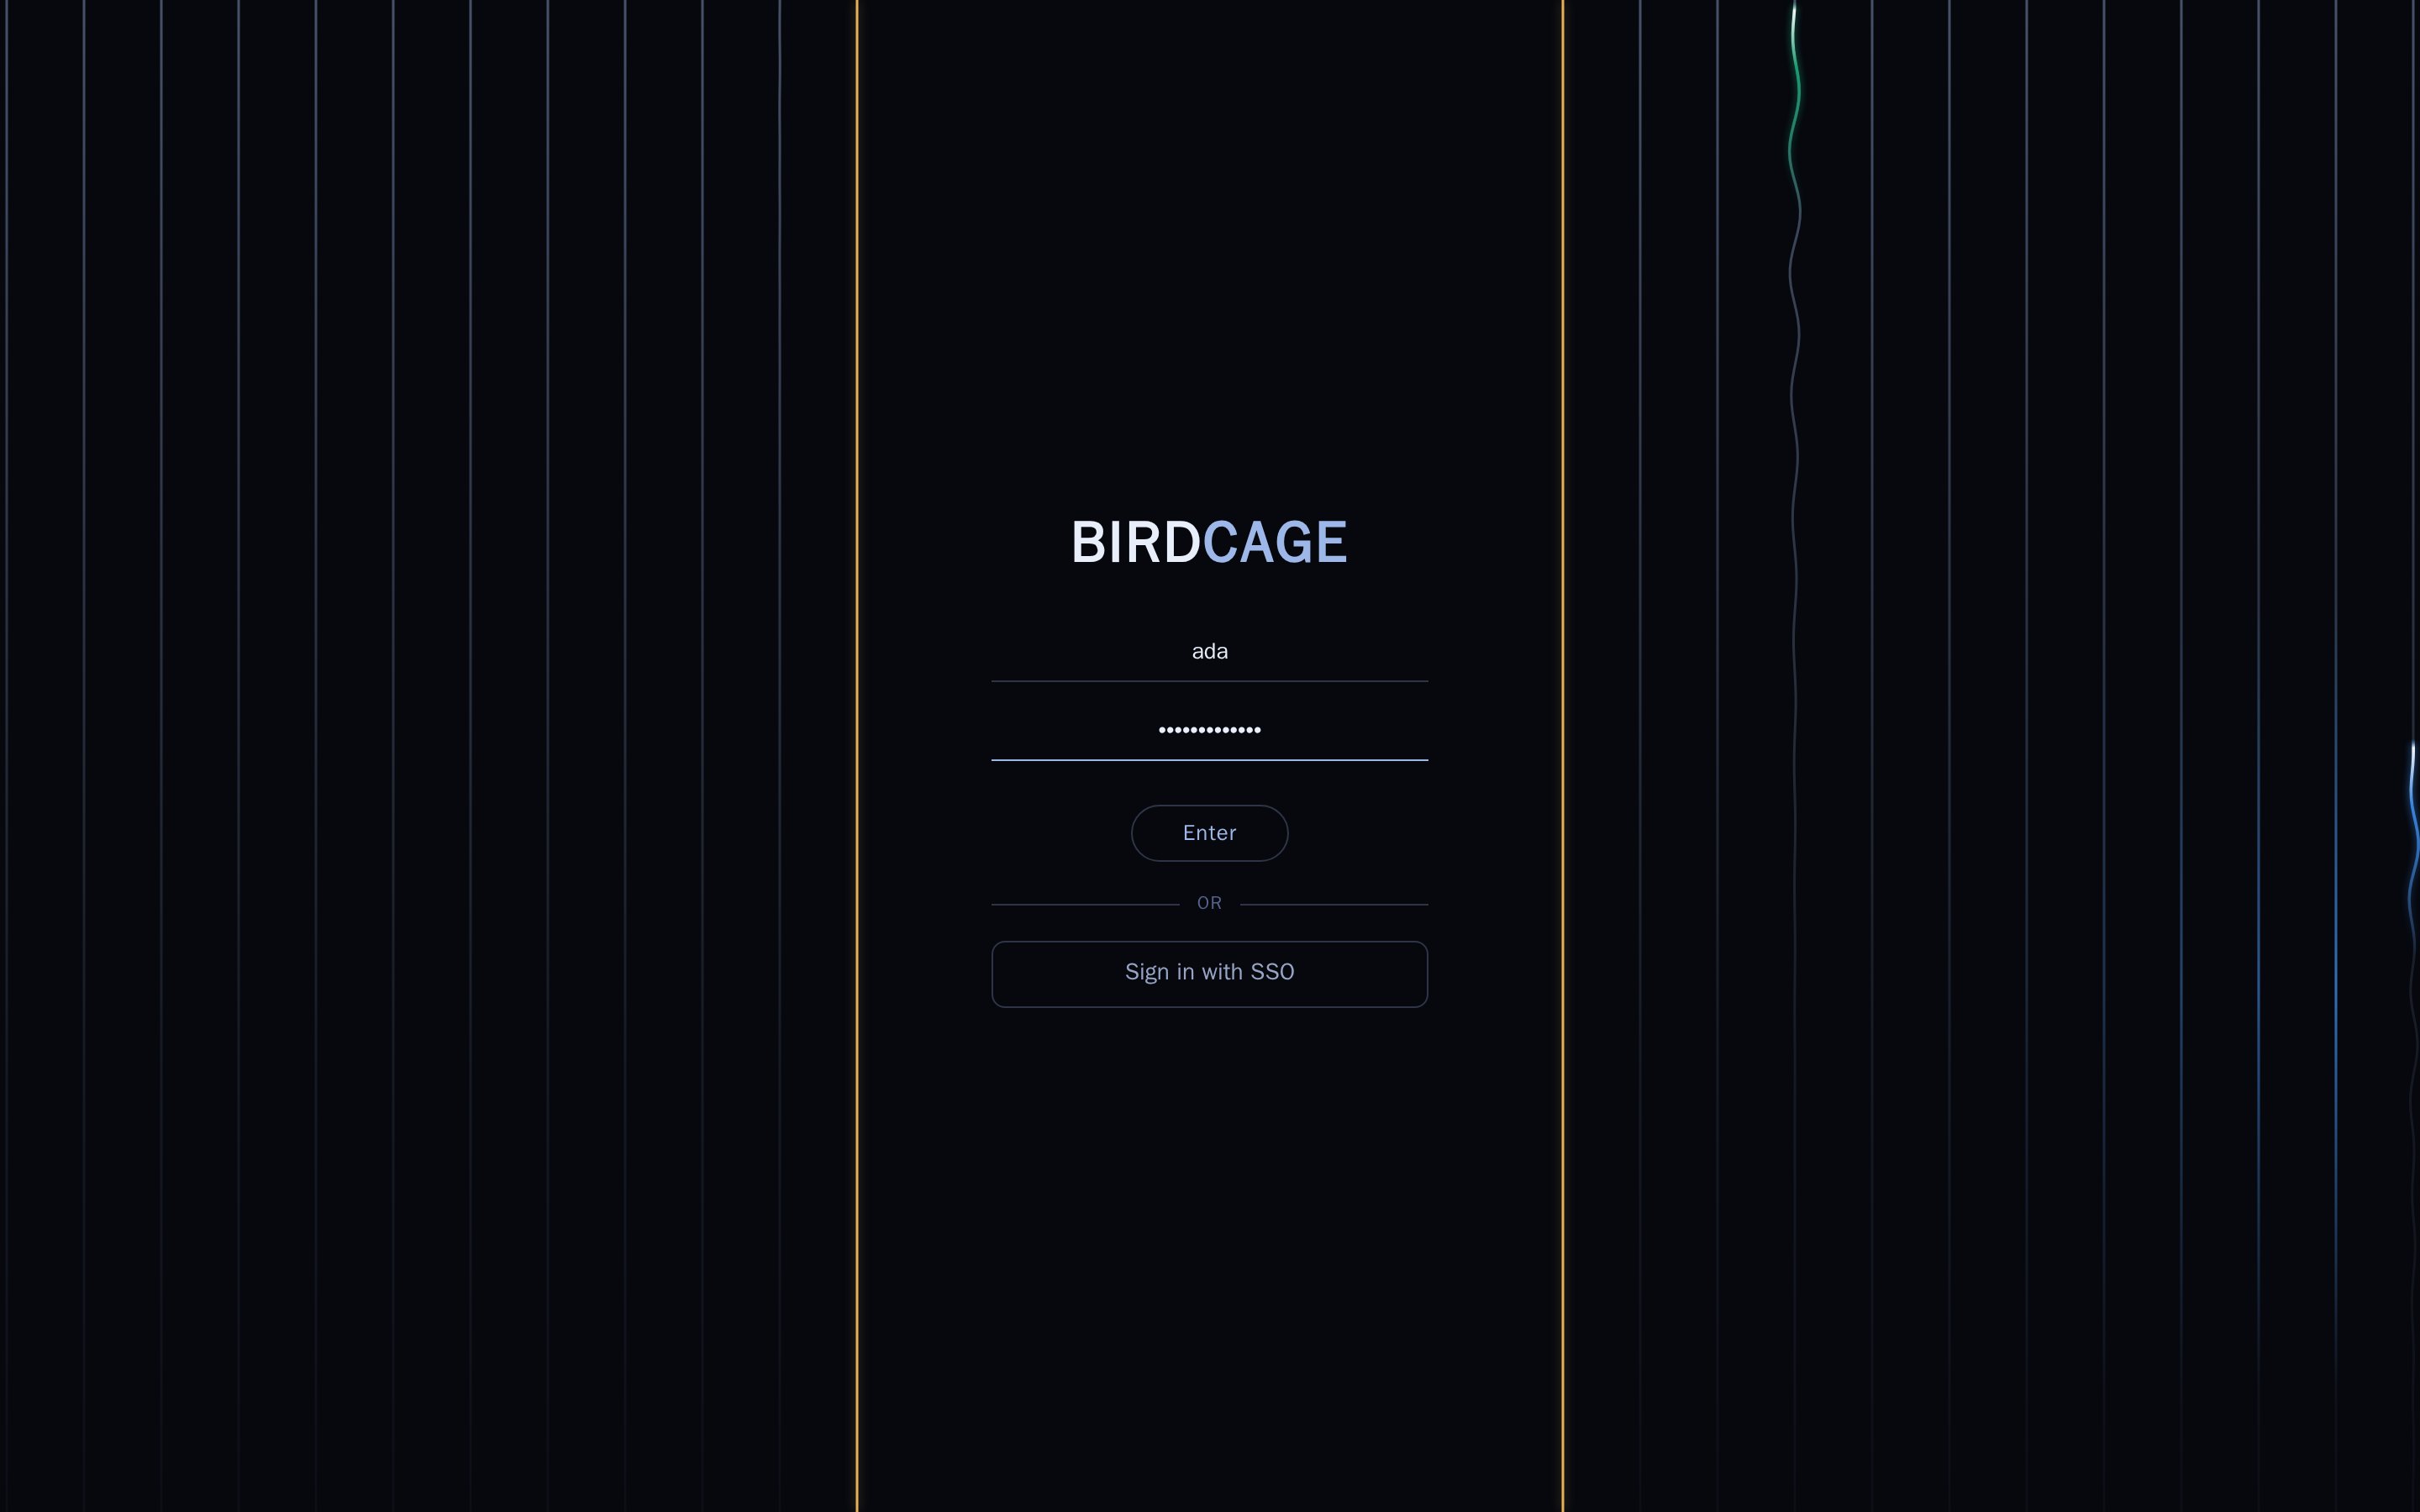 BIRDCAGE
ada
•••••••••••••
Enter
OR
Sign in with SSO